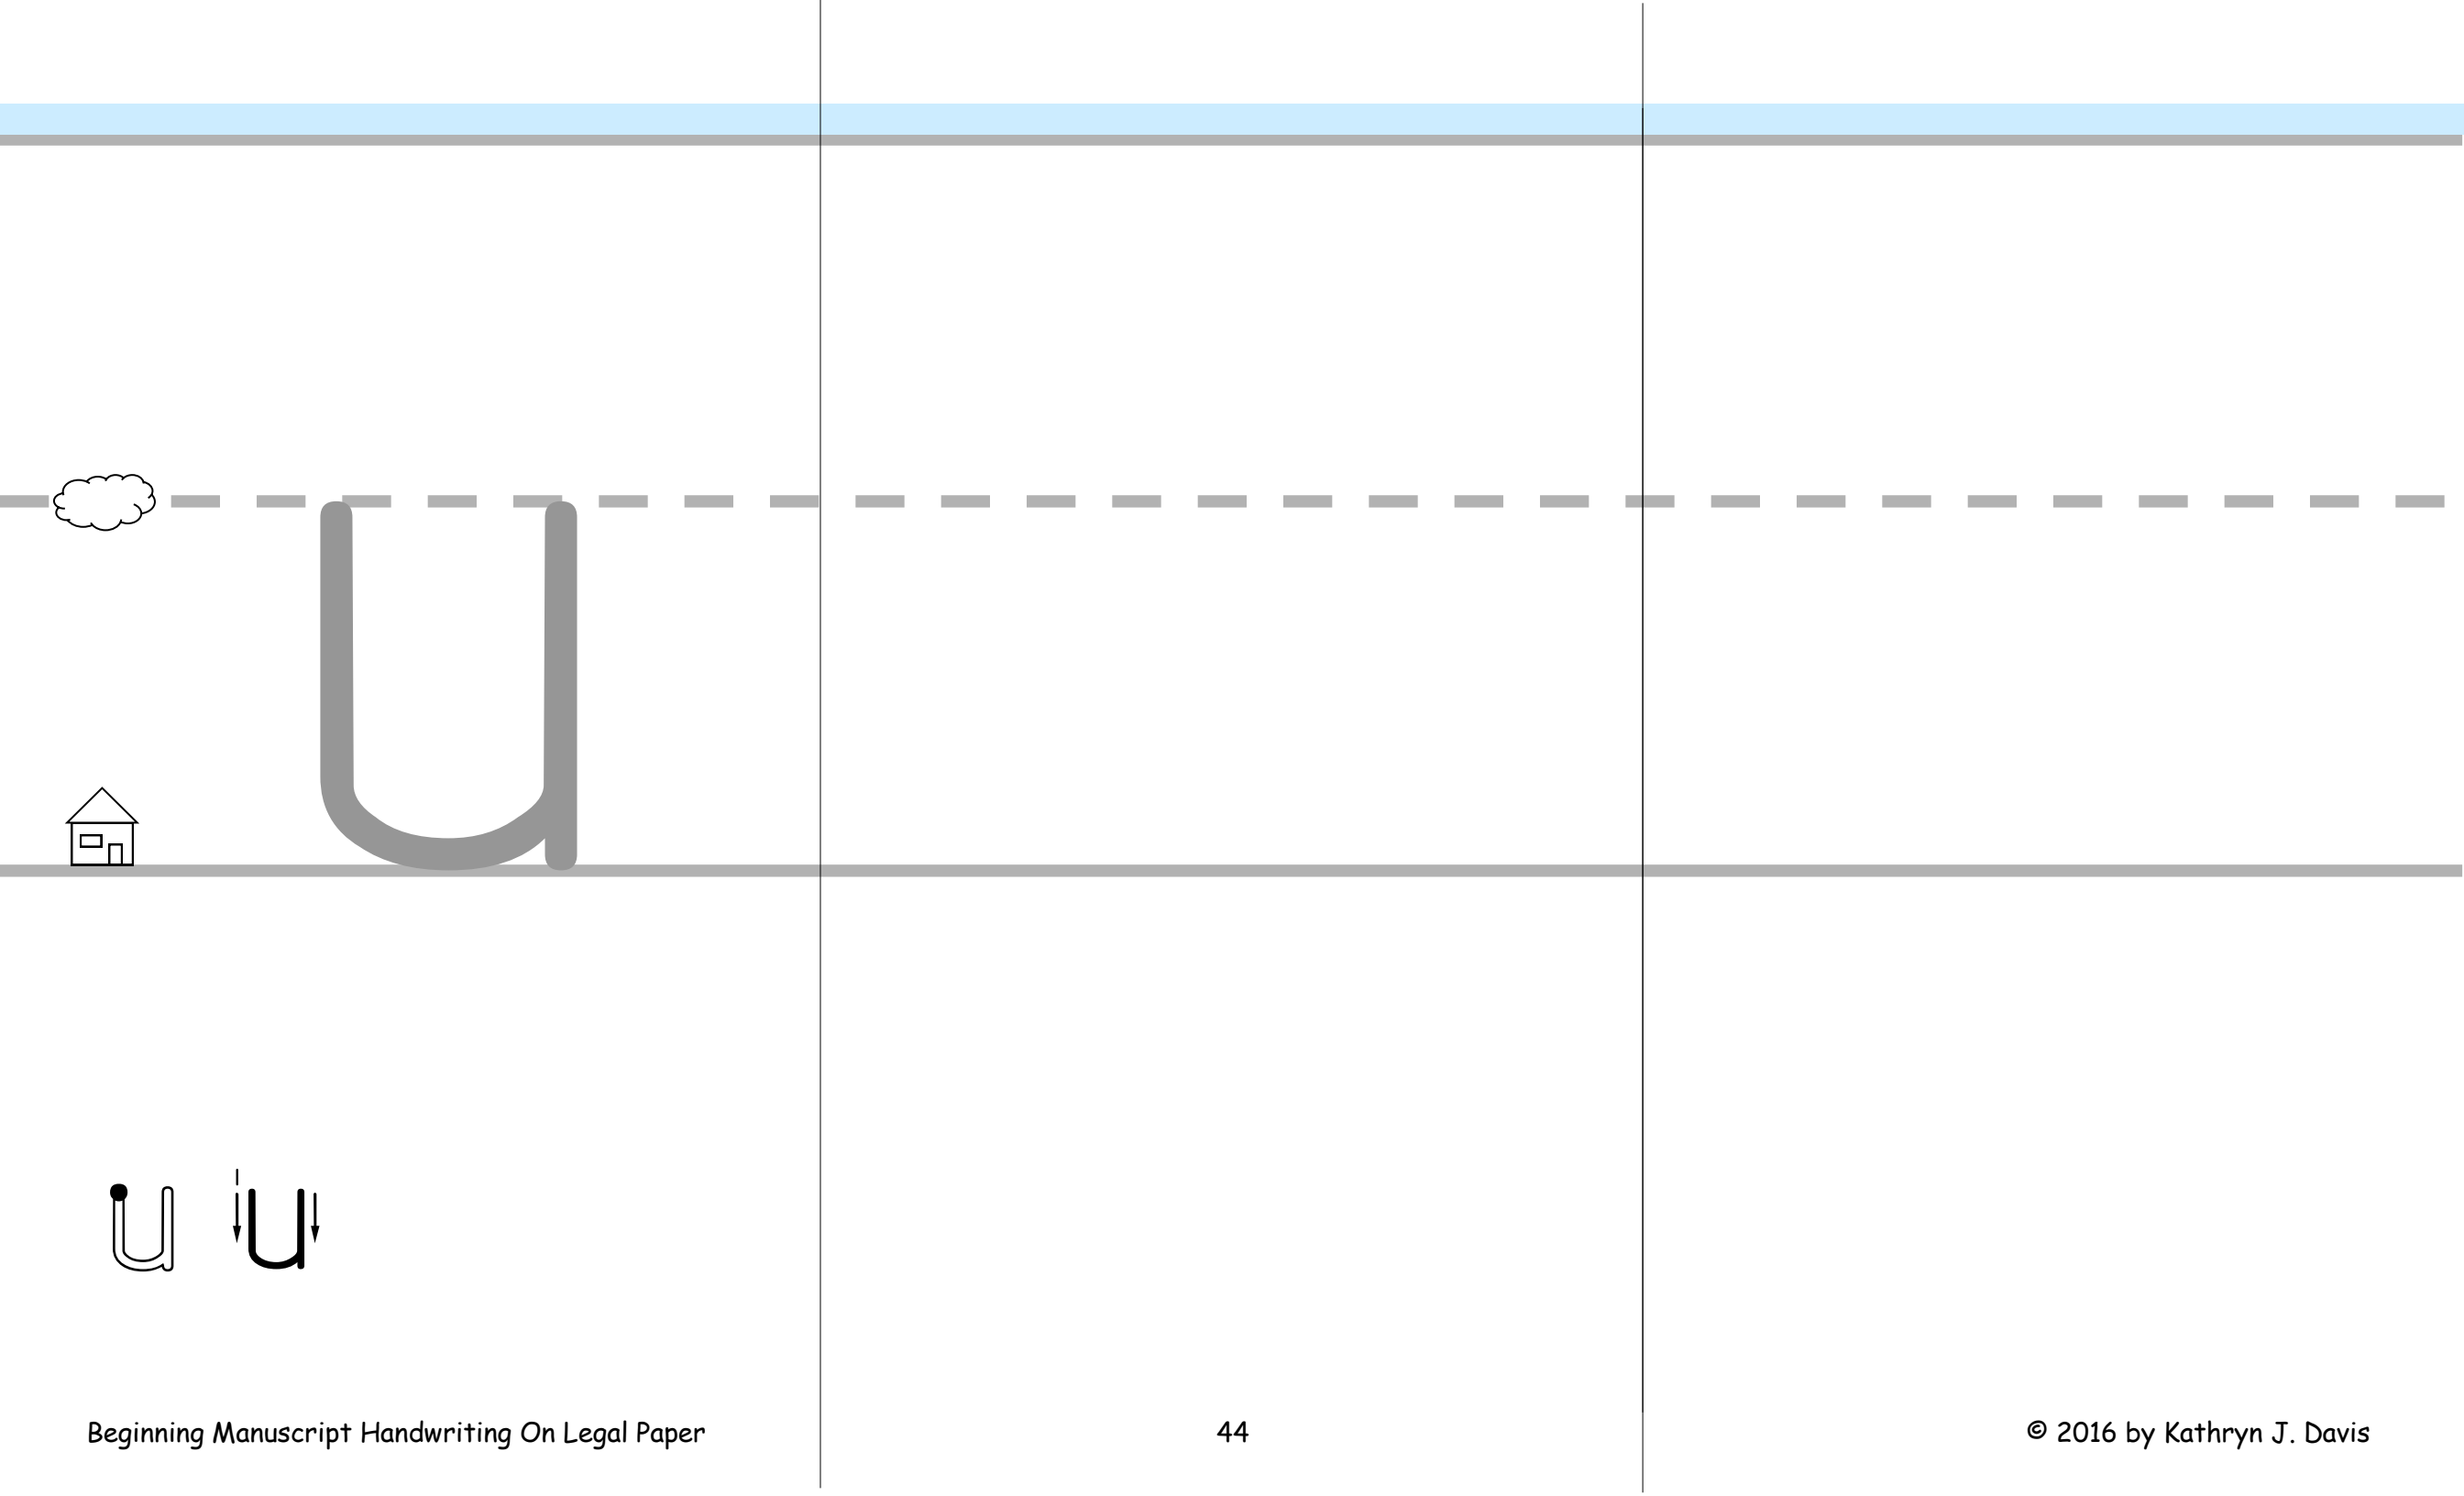 u
u u
Beginning Manuscript Handwriting On Legal Paper 44 © 2016 by Kathryn J. Davis